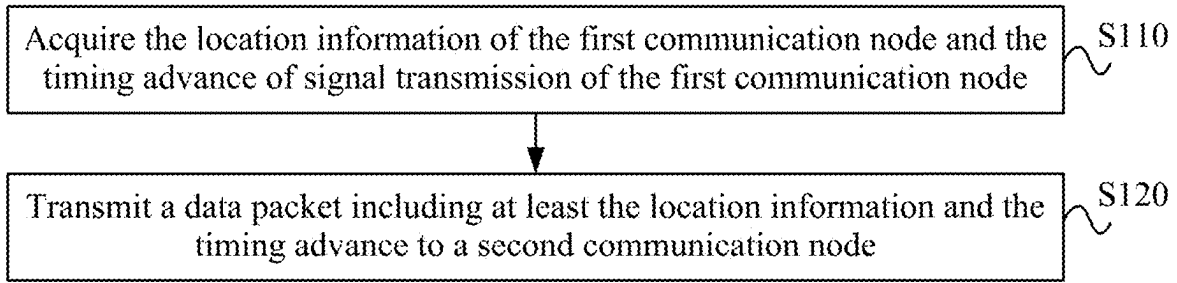 Acquire the location information of the first communication node and the
timing advance of signal transmission of the first communication node
S110
Transmit a data packet including at least the location information and the
timing advance to a second communication node
S120